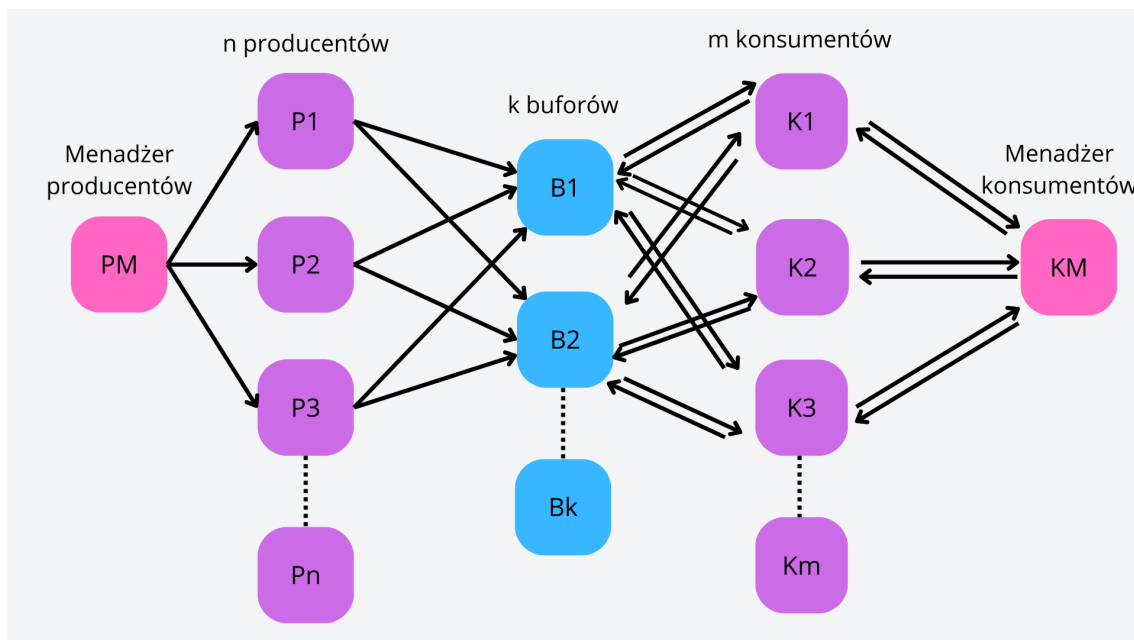 n producentów
m konsumentów
k buforów
Menadżer
producentów
Menadżer
konsumentów
PM
P1
P2
P3
Pn
B1
B2
Bk
K1
K2
K3
Km
KM